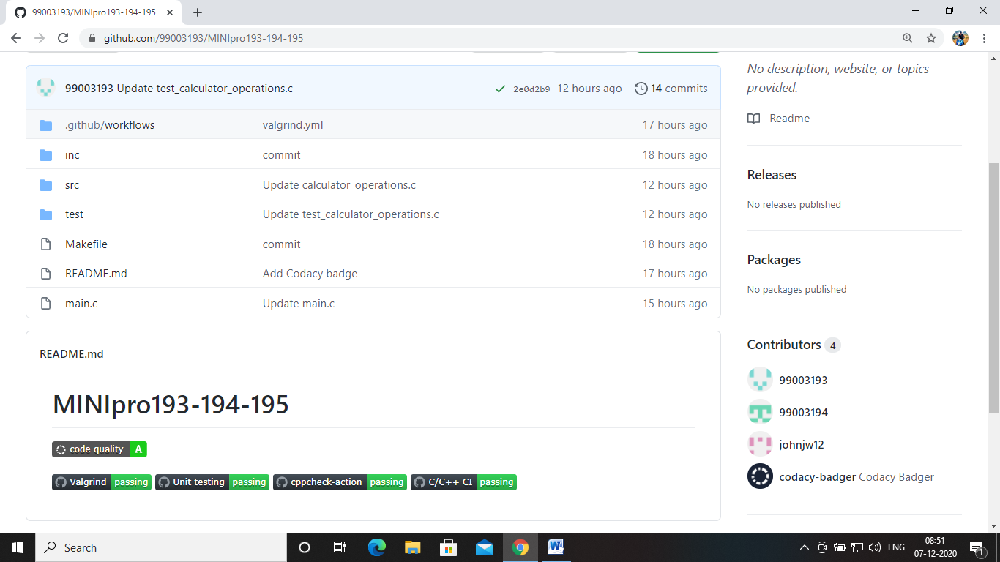 99003193/MINIpro193-194-195
github.com/99003193/MINIpro193-194-195
99003193 Update test_calculator_operations.c 2e0d2b9 12 hours ago 14 commits
.github/workflows valgrind.yml 17 hours ago
inc commit 18 hours ago
src Update calculator_operations.c 12 hours ago
test Update test_calculator_operations.c 12 hours ago
Makefile commit 18 hours ago
README.md Add Codacy badge 17 hours ago
main.c Update main.c 15 hours ago
README.md
MINIpro193-194-195
code quality A
Valgrind passing Unit testing passing cppcheck-action passing C/C++ CI passing
No description, website, or topics
provided.
Readme
Releases
No releases published
Packages
No packages published
Contributors 4
99003193
99003194
johnjw12
codacy-badger Codacy Badger
Search
W
ENG
08:51
07-12-2020
1